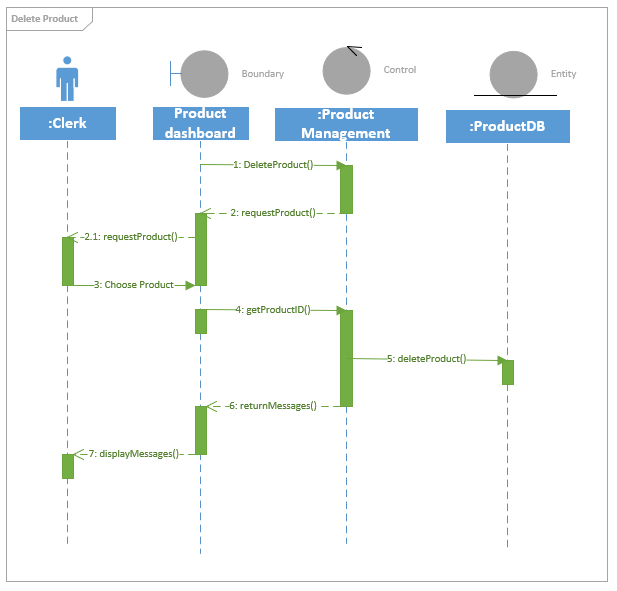 Delete Product
Boundary
Control
Entity
:Clerk
Product
dashboard
:Product
Management
:ProductDB
1: DeleteProduct()
2: requestProduct()
2.1: requestProduct()
3: Choose Product
4: getProductID()
5: deleteProduct()
6: returnMessages()
7: displayMessages()